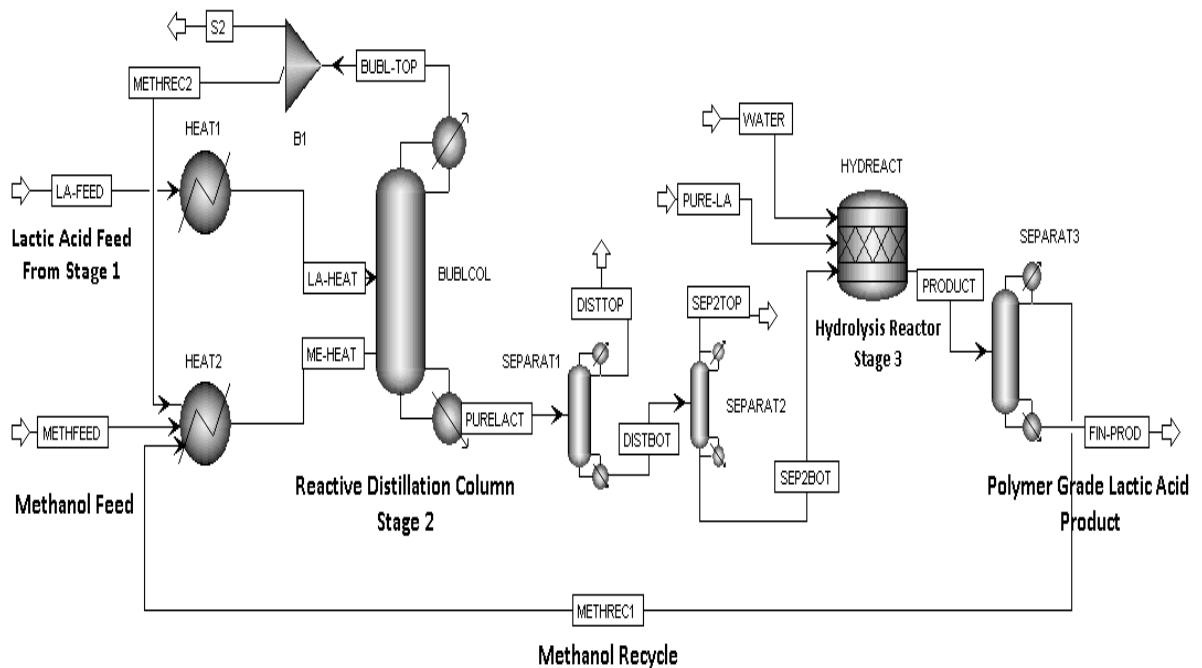 S2
BUBL-TOP
METHREC2
B1
HEAT1
LA-FEED
Lactic Acid Feed
From Stage 1
LA-HEAT
BUBLCOL
HEAT2
ME-HEAT
METHFEED
Methanol Feed
PURELACT
Reactive Distillation Column
Stage 2
DISTTOP
SEPARAT1
DISTBOT
SEP2TOP
SEPARAT2
SEP2BOT
WATER
HYDREACT
PURE-LA
Hydrolysis Reactor
Stage 3
PRODUCT
SEPARAT3
FIN-PROD
Polymer Grade Lactic Acid
Product
METHREC1
Methanol Recycle